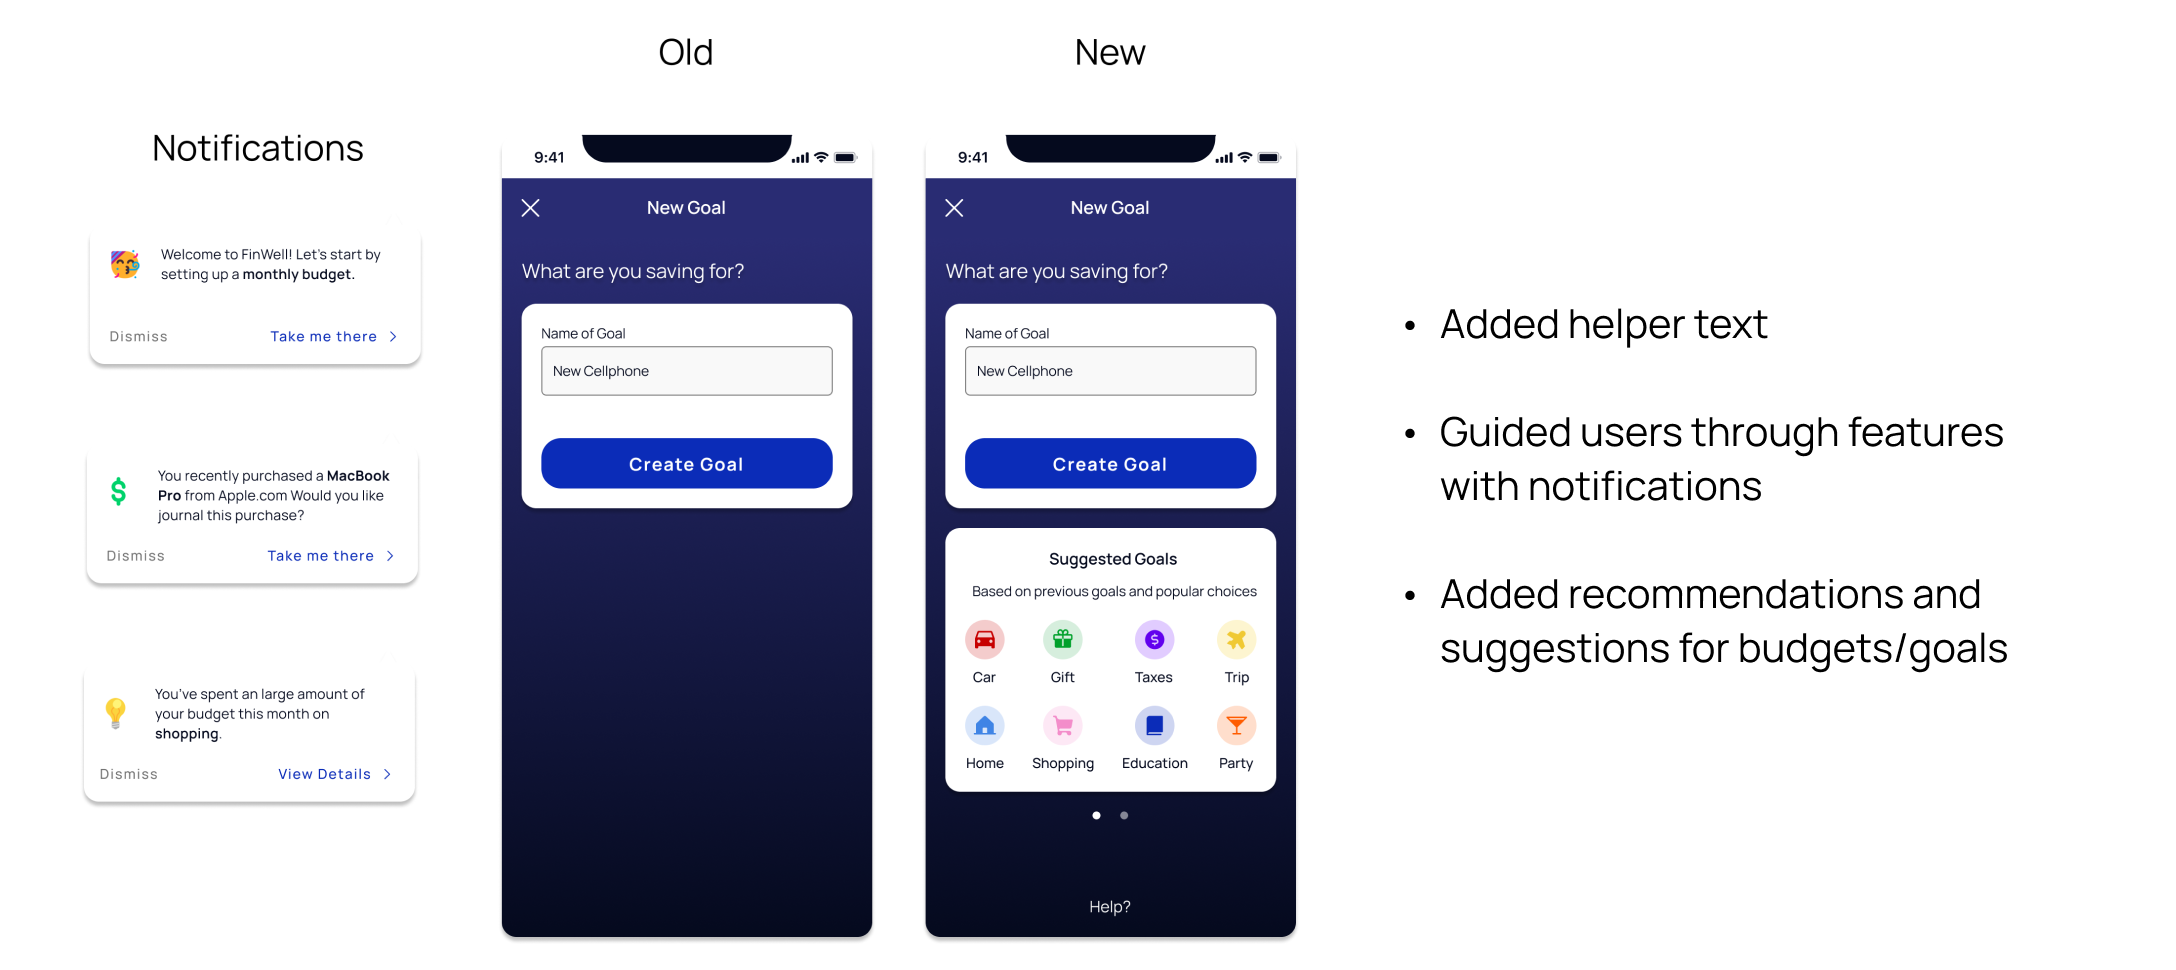 Notifications
Welcome to FinWell! Let's start by
setting up a monthly budget.
Dismiss
Take me there
You recently purchased a MacBook
Pro from Apple.com Would you like
journal this purchase?
Dismiss
Take me there
You've spent an large amount of
your budget this month on
shopping.
Dismiss
View Details
Old
9:41
New Goal
What are you saving for?
Name of Goal
New Cellphone
Create Goal
New
9:41
New Goal
What are you saving for?
Name of Goal
New Cellphone
Create Goal
Suggested Goals
Based on previous goals and popular choices
Car
Gift
Taxes
Trip
Home
Shopping
Education
Party
Help?
• Added helper text
• Guided users through features
with notifications
• Added recommendations and
suggestions for budgets/goals